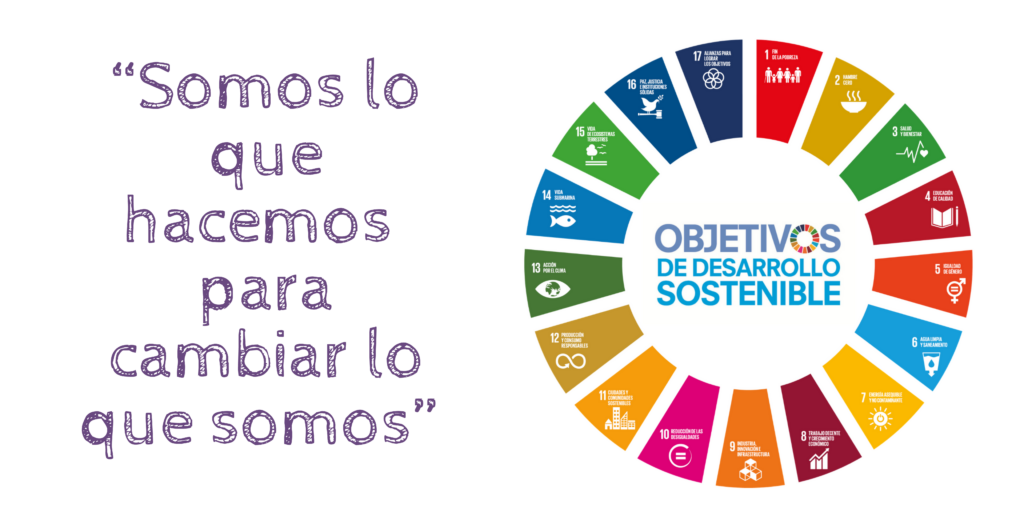 “Somos lo
que
hacemos
para
cambiar lo
que somos”
OBJETIVOS
DE DESARROLLO
SOSTENIBLE
1 FIN
DE LA POBREZA
2 HAMBRE
CERO
3 SALUD
Y BIENESTAR
4 EDUCACIÓN
DE CALIDAD
5 IGUALDAD
DE GÉNERO
6 AGUA LIMPIA
Y SANEAMIENTO
7 ENERGÍA ASEQUIBLE
Y NO CONTAMINANTE
8 TRABAJO DECENTE
Y CRECIMIENTO
ECONÓMICO
9 INDUSTRIA,
INNOVACIÓN E
INFRAESTRUCTURA
10 REDUCCIÓN DE LAS
DESIGUALDADES
11 CIUDADES Y
COMUNIDADES
SOSTENIBLES
12 PRODUCCIÓN
Y CONSUMO
RESPONSABLES
13 ACCIÓN
POR EL CLIMA
14 VIDA
SUBMARINA
15 VIDA
DE ECOSISTEMAS
TERRESTRES
16 PAZ, JUSTICIA
E INSTITUCIONES
SÓLIDAS
17 ALIANZAS PARA
LOGRAR
LOS OBJETIVOS